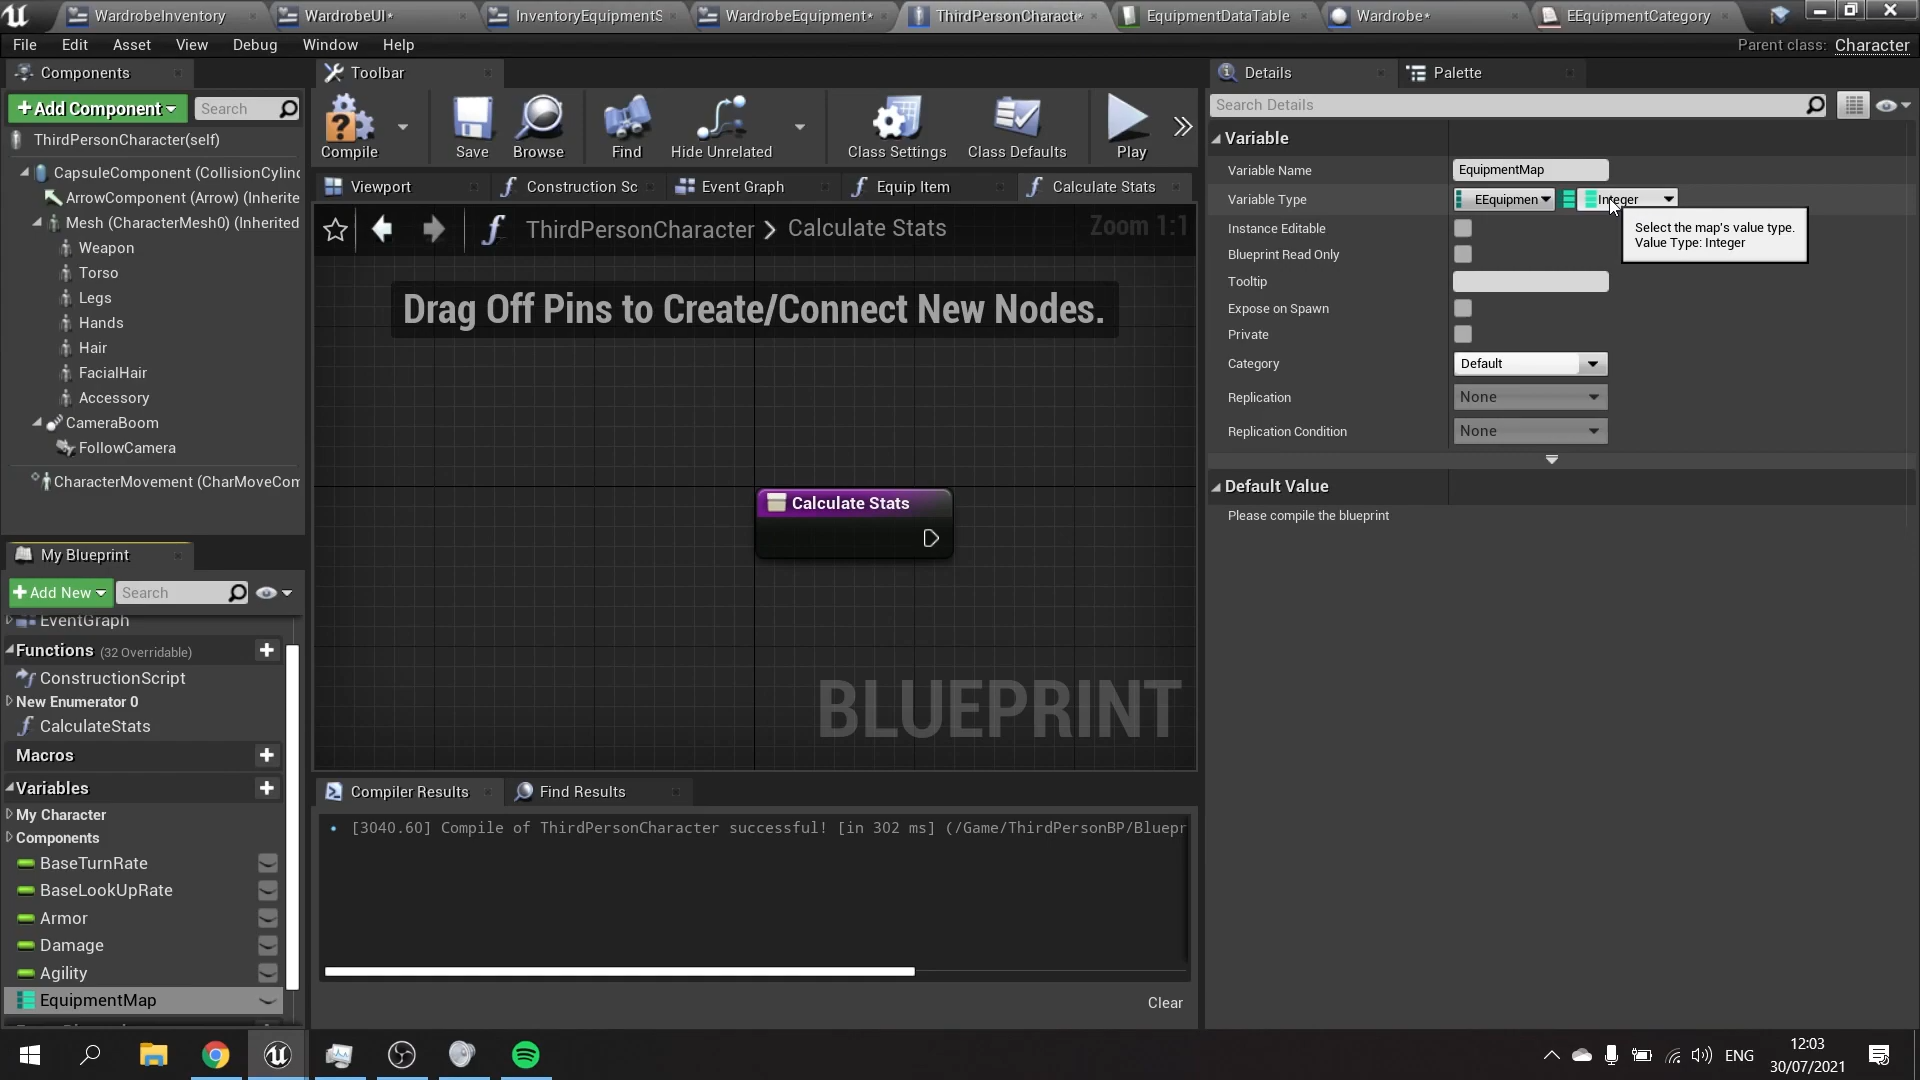 WardrobeInventory
WardrobeUI*
InventoryEquipmentS
WardrobeEquipment*
ThirdPersonCharact*
EquipmentDataTable
Wardrobe*
EEquipmentCategory
File Edit Asset View Debug Window Help
Parent class: Character
Components
Toolbar
Details
Palette
+Add Component
Search
Search Details
ThirdPersonCharacter(self)
CapsuleComponent (CollisionCylinc
ArrowComponent (Arrow) (Inherite
Mesh (CharacterMesh0) (Inherited
Weapon
Torso
Legs
Hands
Hair
FacialHair
Accessory
CameraBoom
FollowCamera
CharacterMovement (CharMoveCom
Compile
Save
Browse
Find
Hide Unrelated
Class Settings
Class Defaults
Play
Viewport
Construction Sc
Event Graph
Equip Item
Calculate Stats
ThirdPersonCharacter > Calculate Stats
Zoom 1:1
Drag Off Pins to Create/Connect New Nodes.
Calculate Stats
BLUEPRINT
Variable
Variable Name
EquipmentMap
Variable Type
EEquipmen
Integer
Select the map's value type.
Value Type: Integer
Instance Editable
Blueprint Read Only
Tooltip
Expose on Spawn
Private
Category
Default
Replication
None
Replication Condition
None
Default Value
Please compile the blueprint
My Blueprint
+Add New
Search
EventGraph
Functions (32 Overridable)
ConstructionScript
New Enumerator 0
CalculateStats
Macros
Variables
My Character
Components
BaseTurnRate
BaseLookUpRate
Armor
Damage
Agility
EquipmentMap
Compiler Results
Find Results
[3040.60] Compile of ThirdPersonCharacter successful! [in 302 ms] (/Game/ThirdPersonBP/Bluepr
Clear
ENG
12:03
30/07/2021